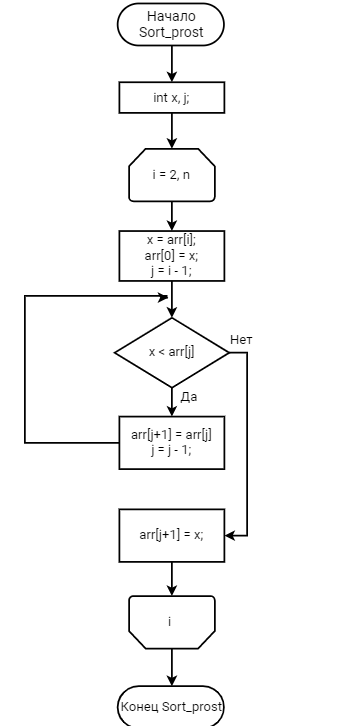 Начало
Sort_prost
int x, j;
i = 2, n
x = arr[i];
arr[0] = x;
j = i - 1;
x < arr[j]
Нет
Да
arr[j+1] = arr[j]
j = j - 1;
arr[j+1] = x;
i
Конец Sort_prost